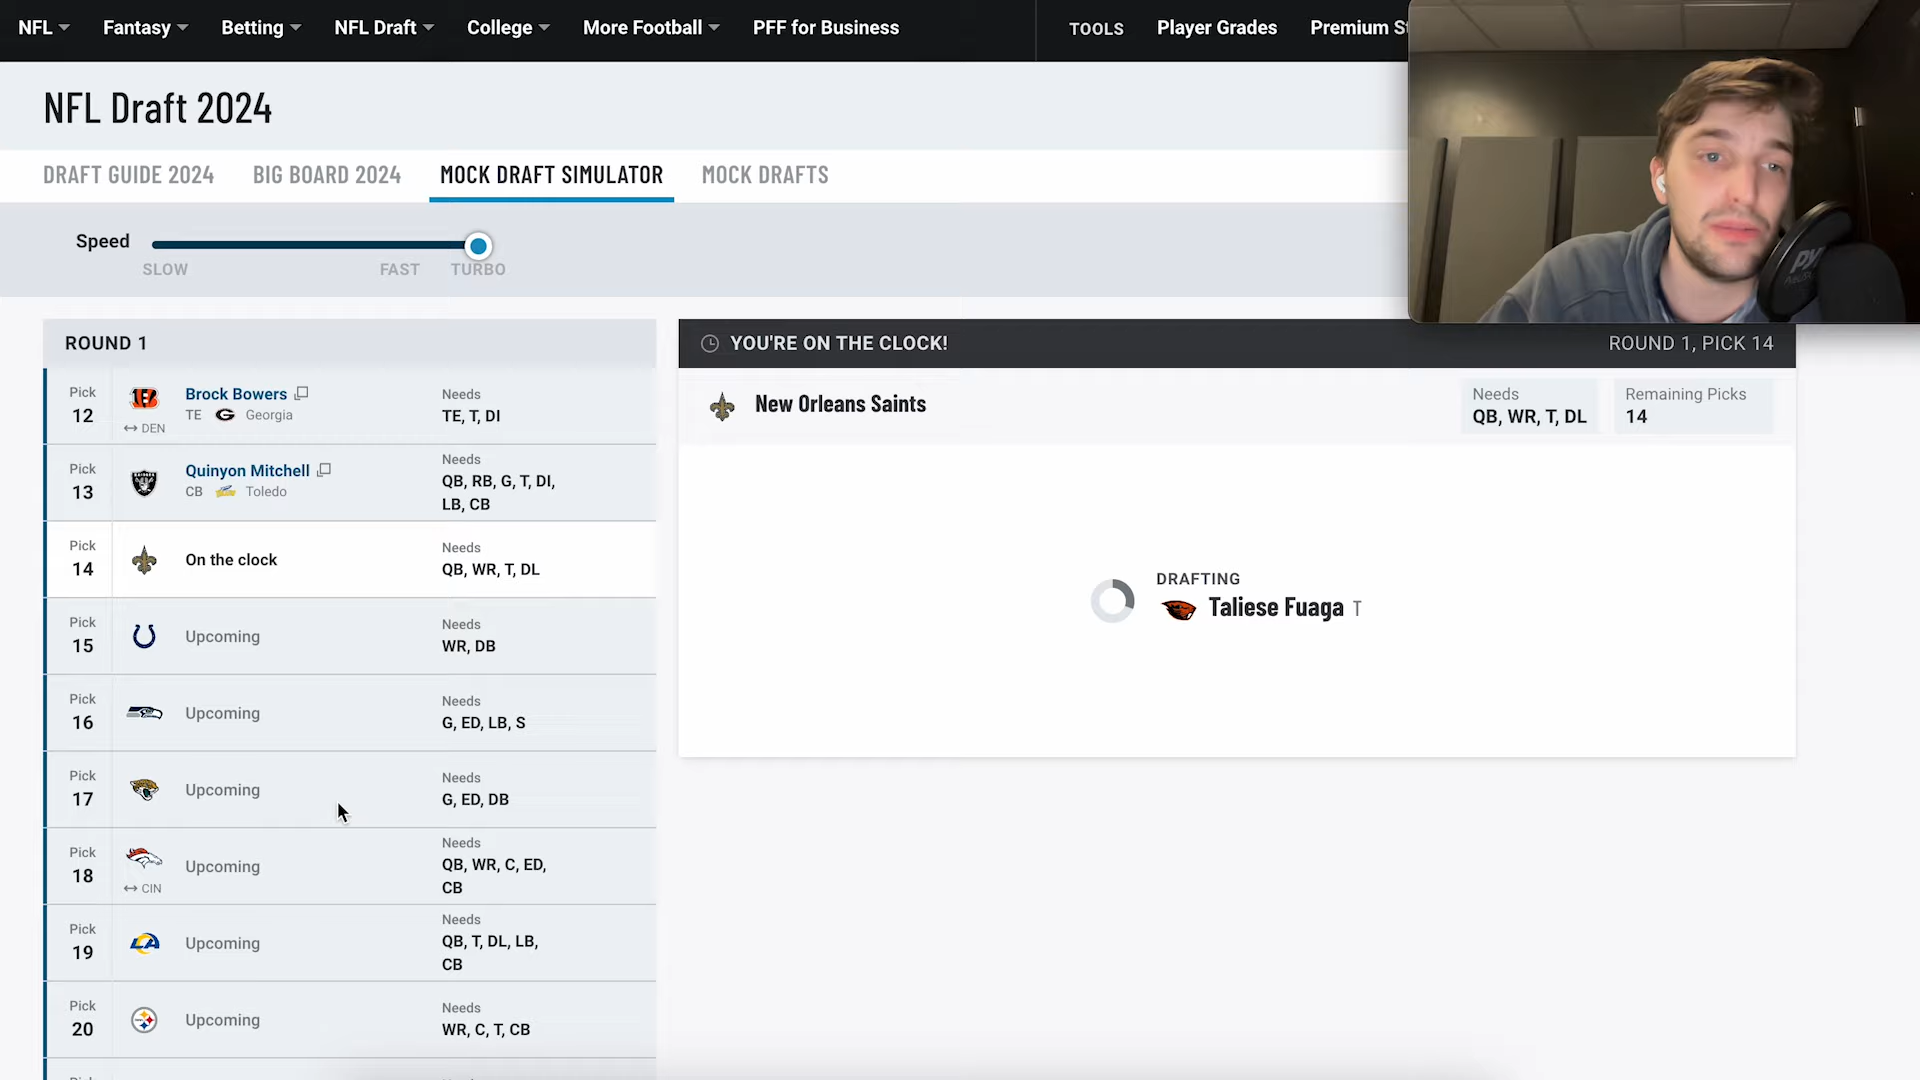 NFL Fantasy Betting NFL Draft College More Football PFF for Business TOOLS Player Grades
NFL Draft 2024
DRAFT GUIDE 2024 BIG BOARD 2024 MOCK DRAFT SIMULATOR MOCK DRAFTS
Speed
SLOW FAST TURBO
ROUND 1
Pick 12
↔ DEN
Brock Bowers
TE Georgia
Needs
TE, T, DI
Pick 13
Quinyon Mitchell
CB Toledo
Needs
QB, RB, G, T, DI,
LB, CB
Pick 14
On the clock
Needs
QB, WR, T, DL
Pick 15
Upcoming
Needs
WR, DB
Pick 16
Upcoming
Needs
G, ED, LB, S
Pick 17
Upcoming
Needs
G, ED, DB
Pick 18
↔ CIN
Upcoming
Needs
QB, WR, C, ED,
CB
Pick 19
Upcoming
Needs
QB, T, DL, LB,
CB
Pick 20
Upcoming
Needs
WR, C, T, CB
YOU'RE ON THE CLOCK! ROUND 1, PICK 14
New Orleans Saints
Needs
QB, WR, T, DL
Remaining Picks
14
DRAFTING
Taliese Fuaga T